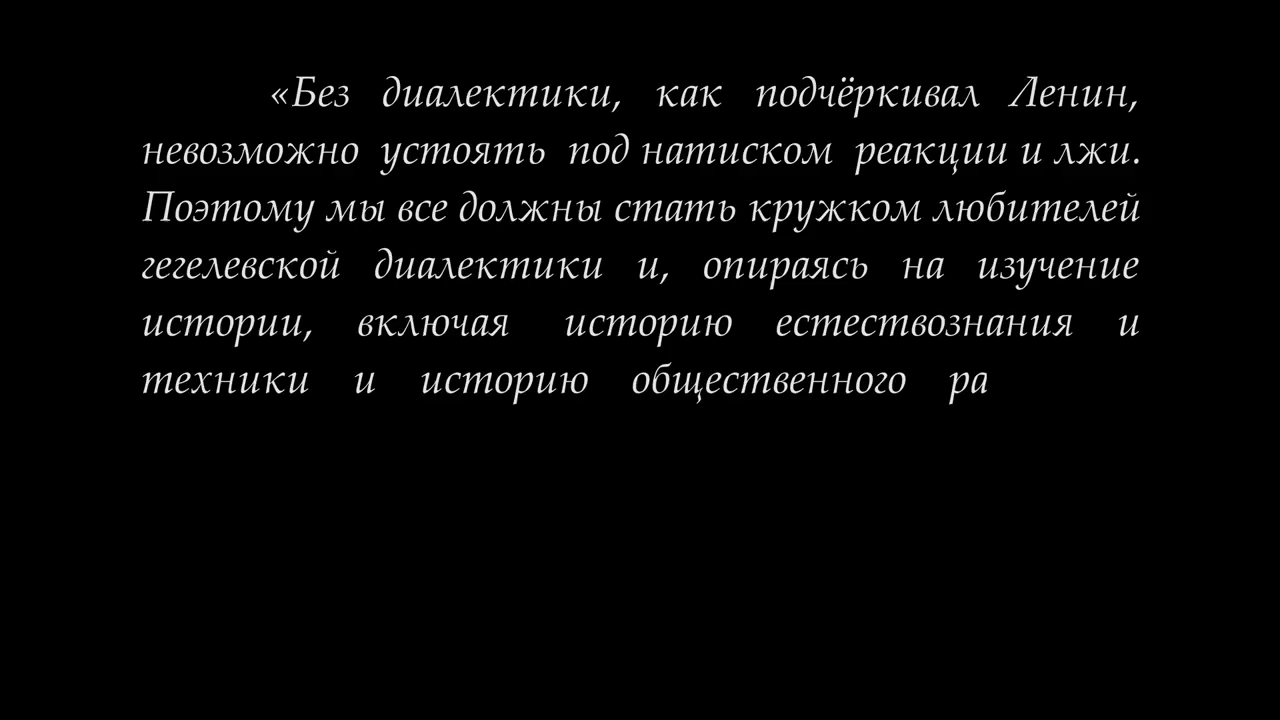 «Без диалектики, как подчёркивал Ленин,
невозможно устоять под натиском реакции и лжи.
Поэтому мы все должны стать кружком любителей
гегелевской диалектики и, опираясь на изучение
истории, включая историю естествознания и
техники и историю общественного ра